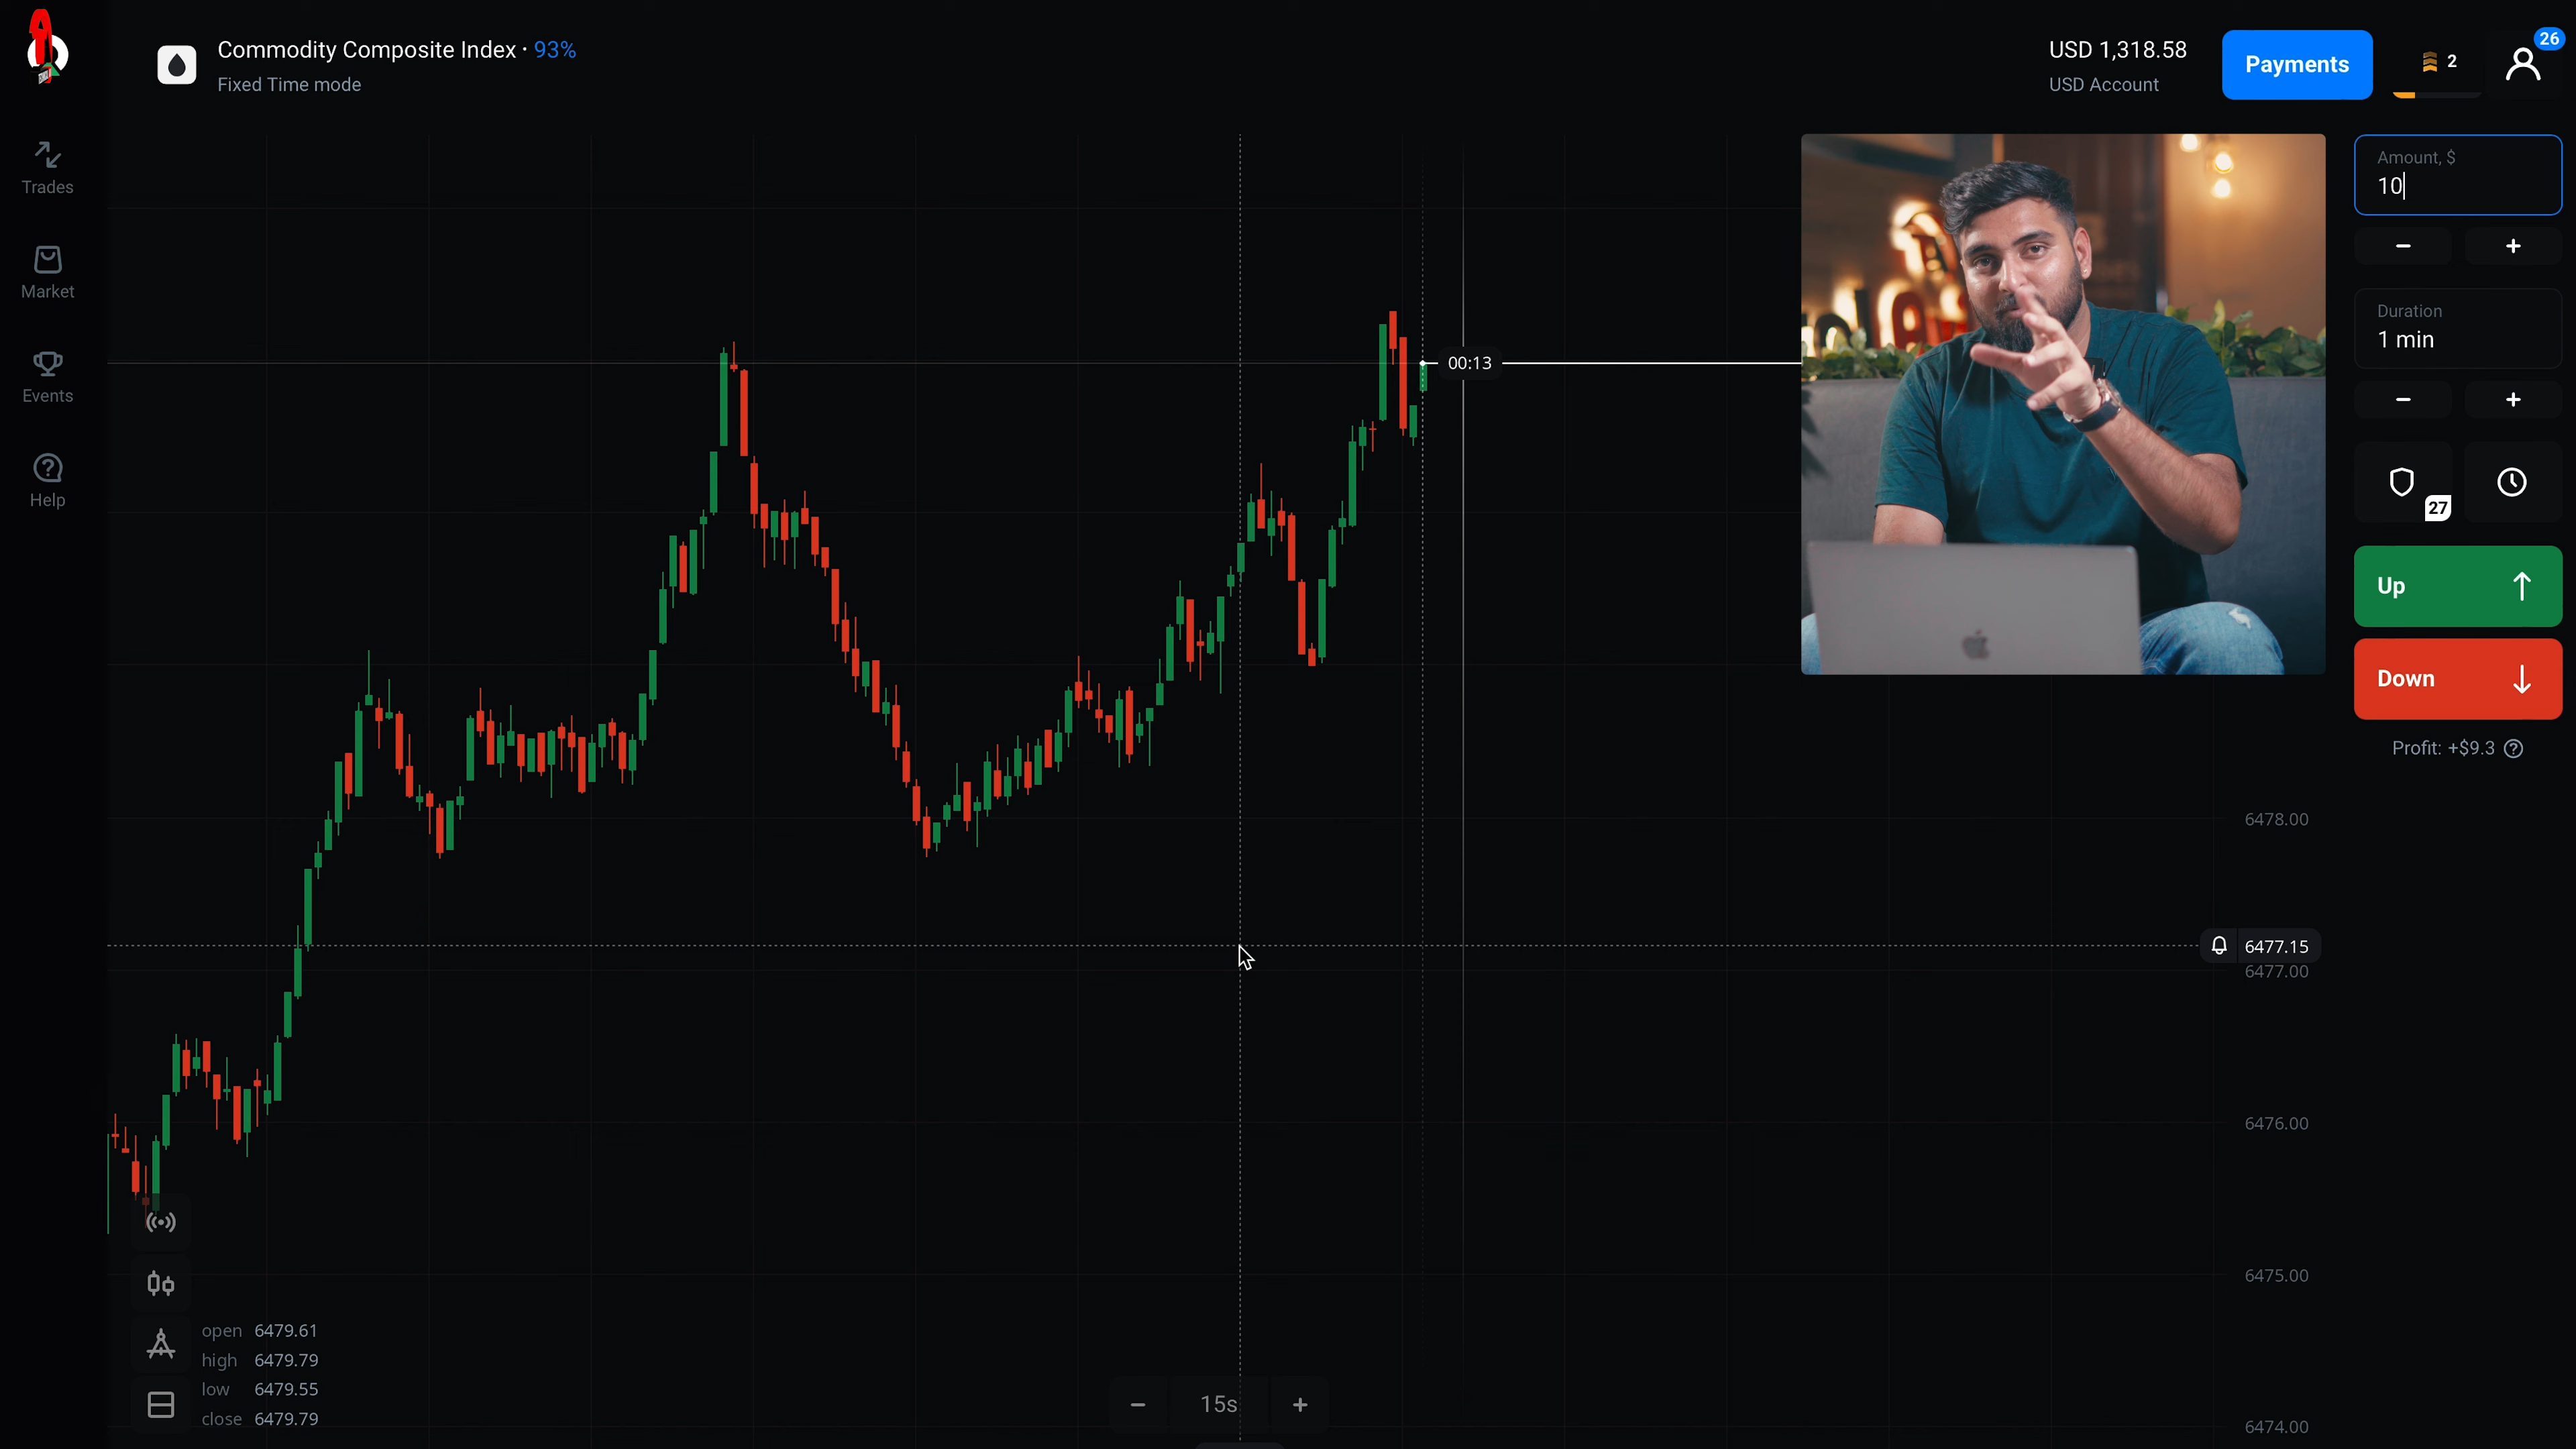 Commodity Composite Index · 93%
Fixed Time mode
USD 1,318.58
USD Account
Payments
2
26
Trades
Market
Events
Help
00:13
Amount, $
10
−
+
Duration
1 min
−
+
27
Up
Down
Profit: +$9.3
6478.00
6477.15
6477.00
6476.00
6475.00
6474.00
open 6479.61
high 6479.79
low 6479.55
close 6479.79
− 15s +